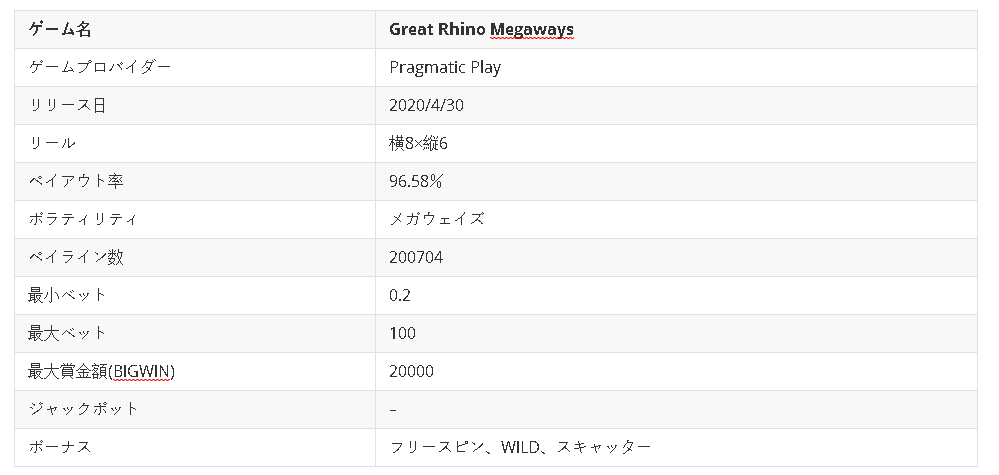 ゲーム名 Great Rhino Megaways
ゲームプロバイダー Pragmatic Play
リリース日 2020/4/30
リール 横8×縦6
ペイアウト率 96.58%
ボラティリティ メガウェイズ
ペイライン数 200704
最小ベット 0.2
最大ベット 100
最大賞金額(BIGWIN) 20000
ジャックポット –
ボーナス フリースピン、WILD、スキャッター